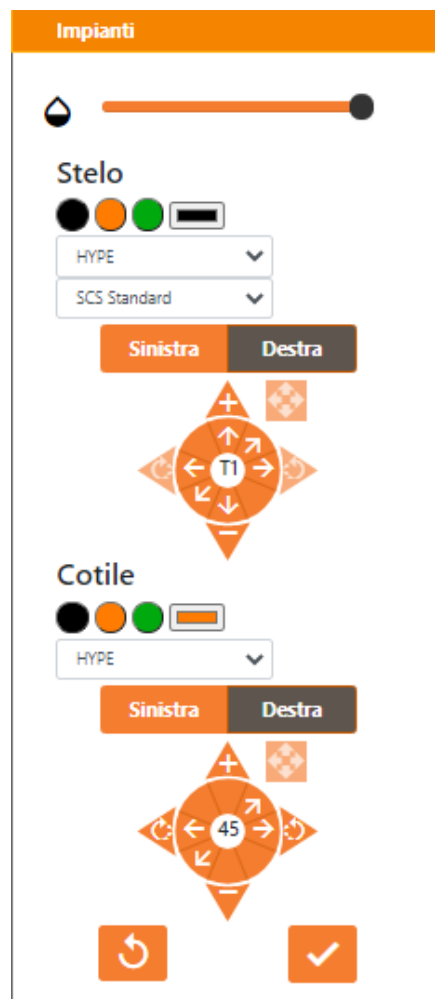 Impianti
Stelo
HYPE
SCS Standard
Sinistra Destra
+
T1
−
Cotile
HYPE
Sinistra Destra
+
45
−